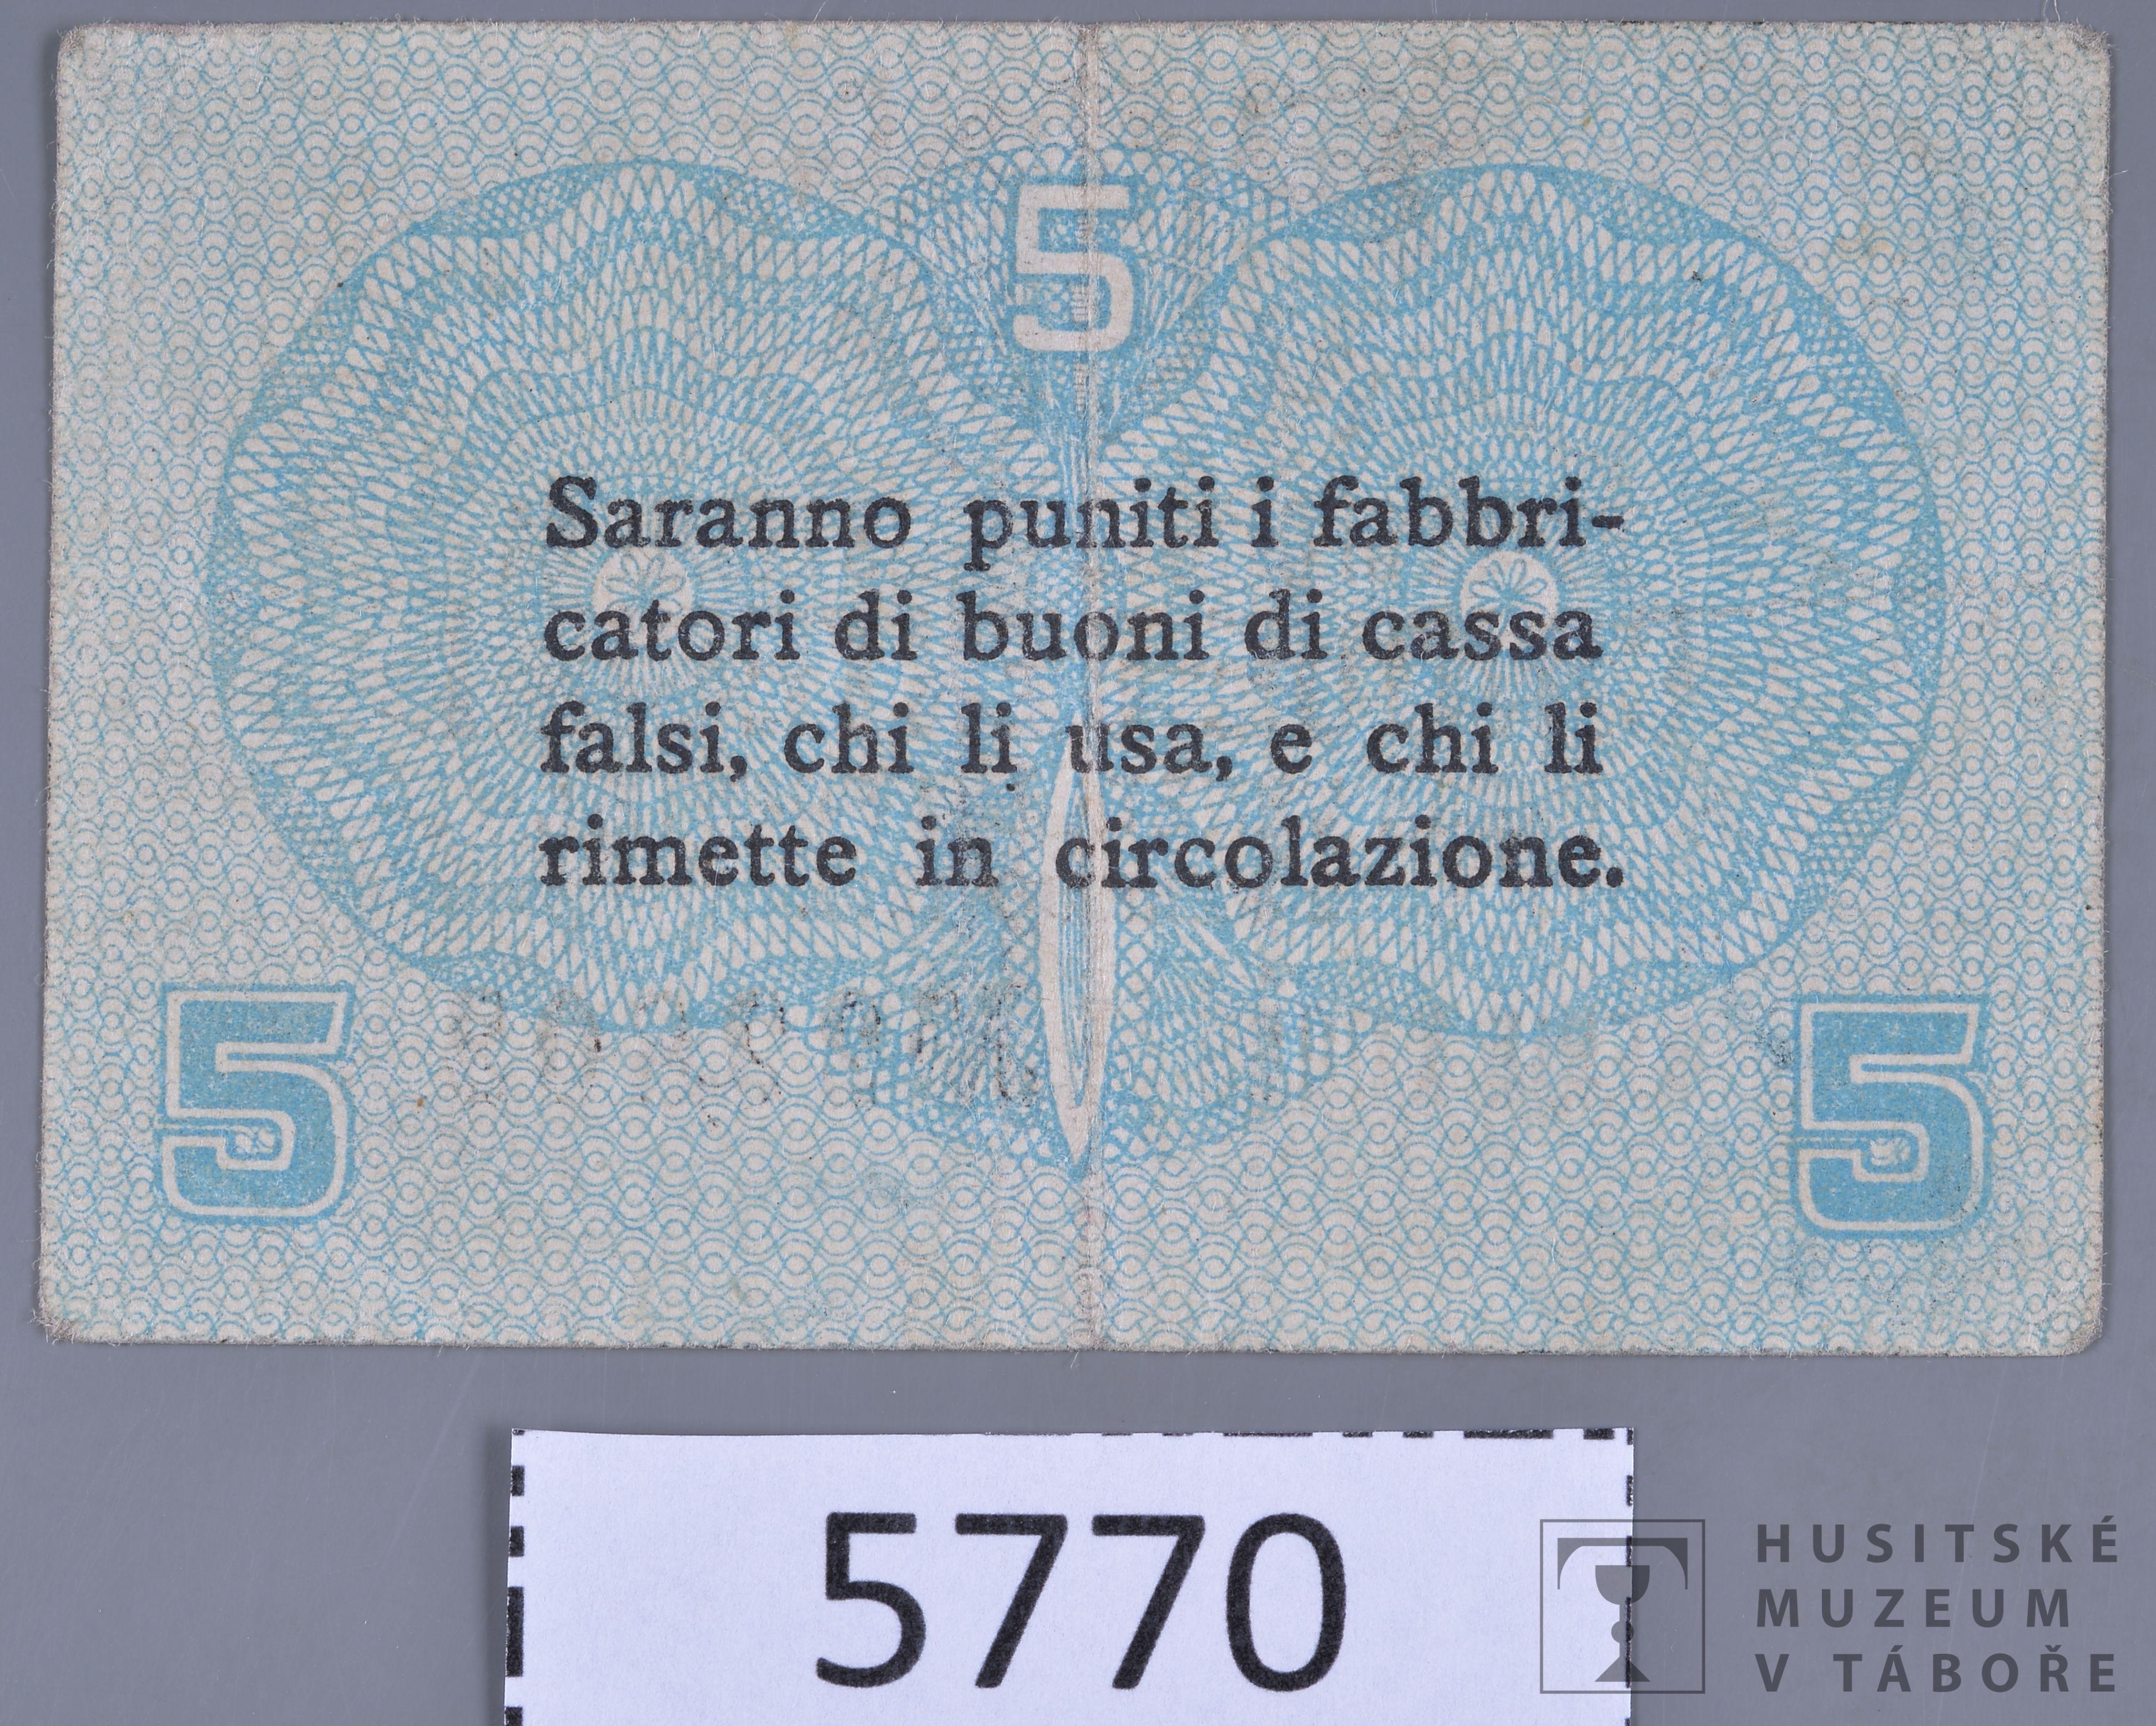 5
Saranno puniti i fabbri-
catori di buoni di cassa
falsi, chi li usa, e chi li
rimette in circolazione.
5
5
5770
HUSITSKÉ
MUZEUM
V TÁBOŘE